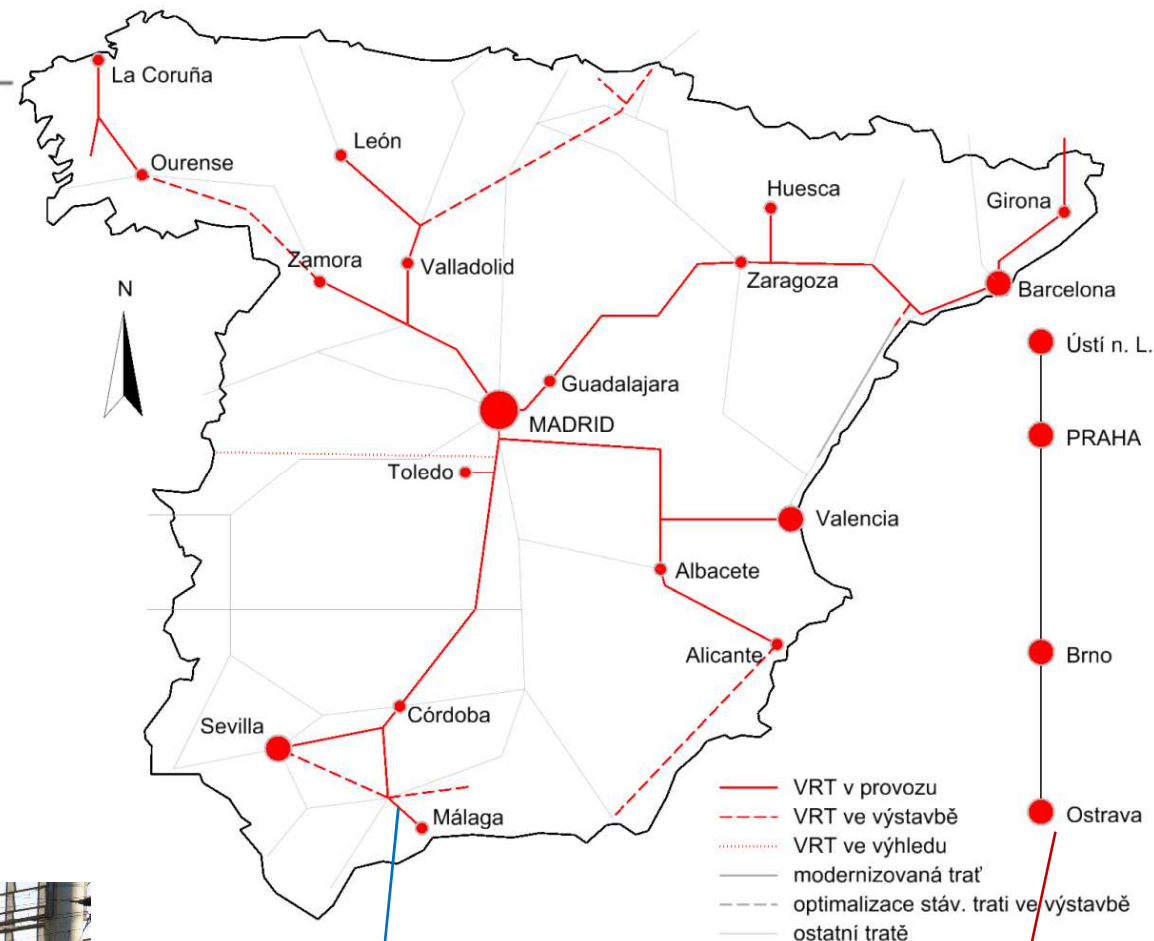 La Coruña
León
Ourense
Huesca
Girona
Zamora
Valladolid
Zaragoza
Barcelona
N
Ústí n. L.
Guadalajara
MADRID
PRAHA
Toledo
Valencia
Albacete
Alicante
Brno
Córdoba
Sevilla
Málaga
Ostrava
VRT v provozu
VRT ve výstavbě
VRT ve výhledu
modernizovaná trať
optimalizace stáv. trati ve výstavbě
ostatní tratě